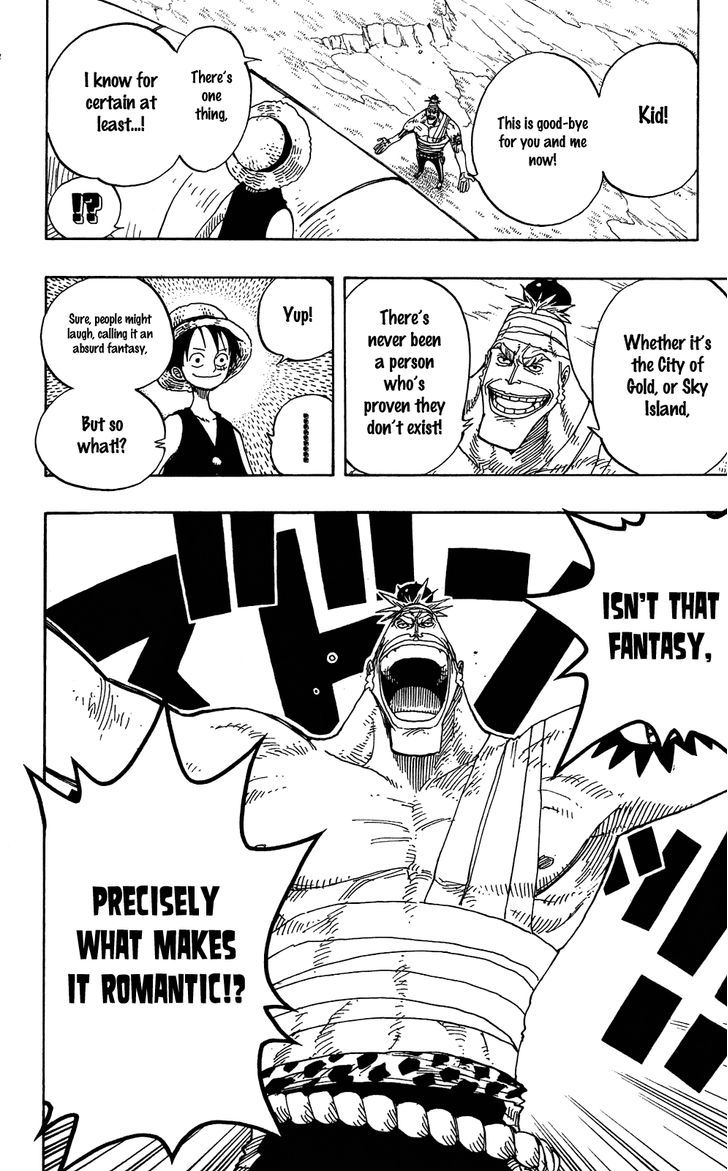 Kid!
This is good-bye
for you and me
now!
There's
one
thing,
I know for
certain at
least...!
!?
Whether it's
the City of
Gold, or Sky
Island,
There's
never been
a person
who's
proven they
don't exist!
Yup!
Sure, people might
laugh, calling it an
absurd fantasy,
But so
what!?
ISN'T THAT
FANTASY,
ドン
PRECISELY
WHAT MAKES
IT ROMANTIC!?